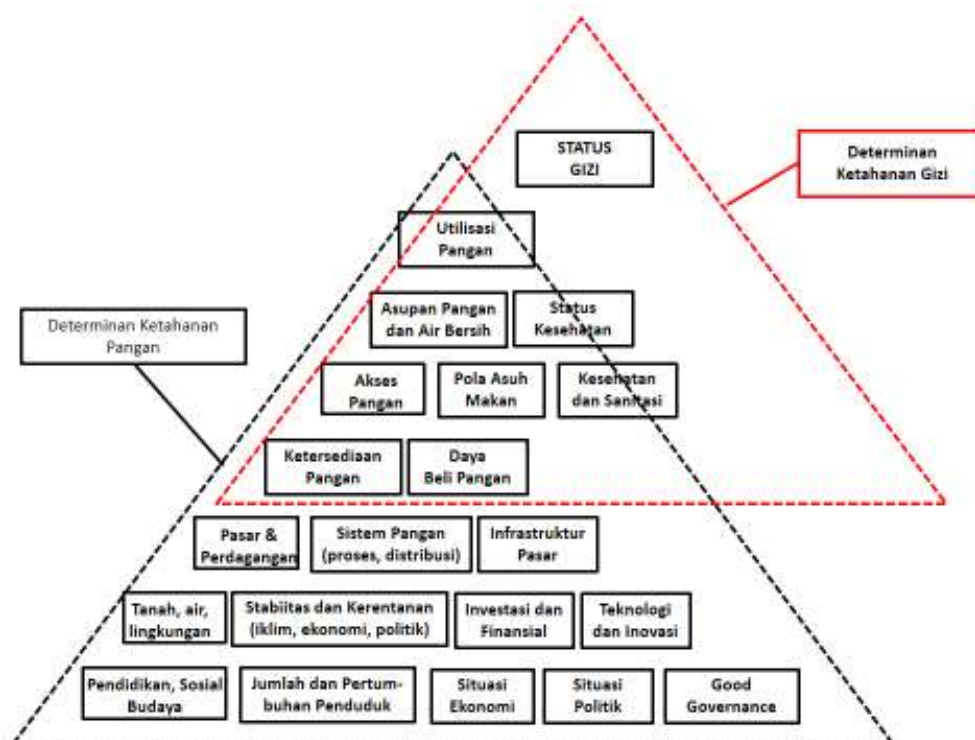 STATUS
GIZI
Determinan
Ketahanan Gizi
Utilisasi
Pangan
Determinan Ketahanan
Pangan
Asupan Pangan
dan Air Bersih
Status
Kesehatan
Akses
Pangan
Pola Asuh
Makan
Kesehatan
dan Sanitasi
Ketersediaan
Pangan
Daya
Beli Pangan
Pasar &
Perdagangan
Sistem Pangan
(proses, distribusi)
Infrastruktur
Pasar
Tanah, air,
lingkungan
Stabiitas dan Kerentanan
(iklim, ekonomi, politik)
Investasi dan
Finansial
Teknologi
dan Inovasi
Pendidikan, Sosial
Budaya
Jumlah dan Pertum-
buhan Penduduk
Situasi
Ekonomi
Situasi
Politik
Good
Governance